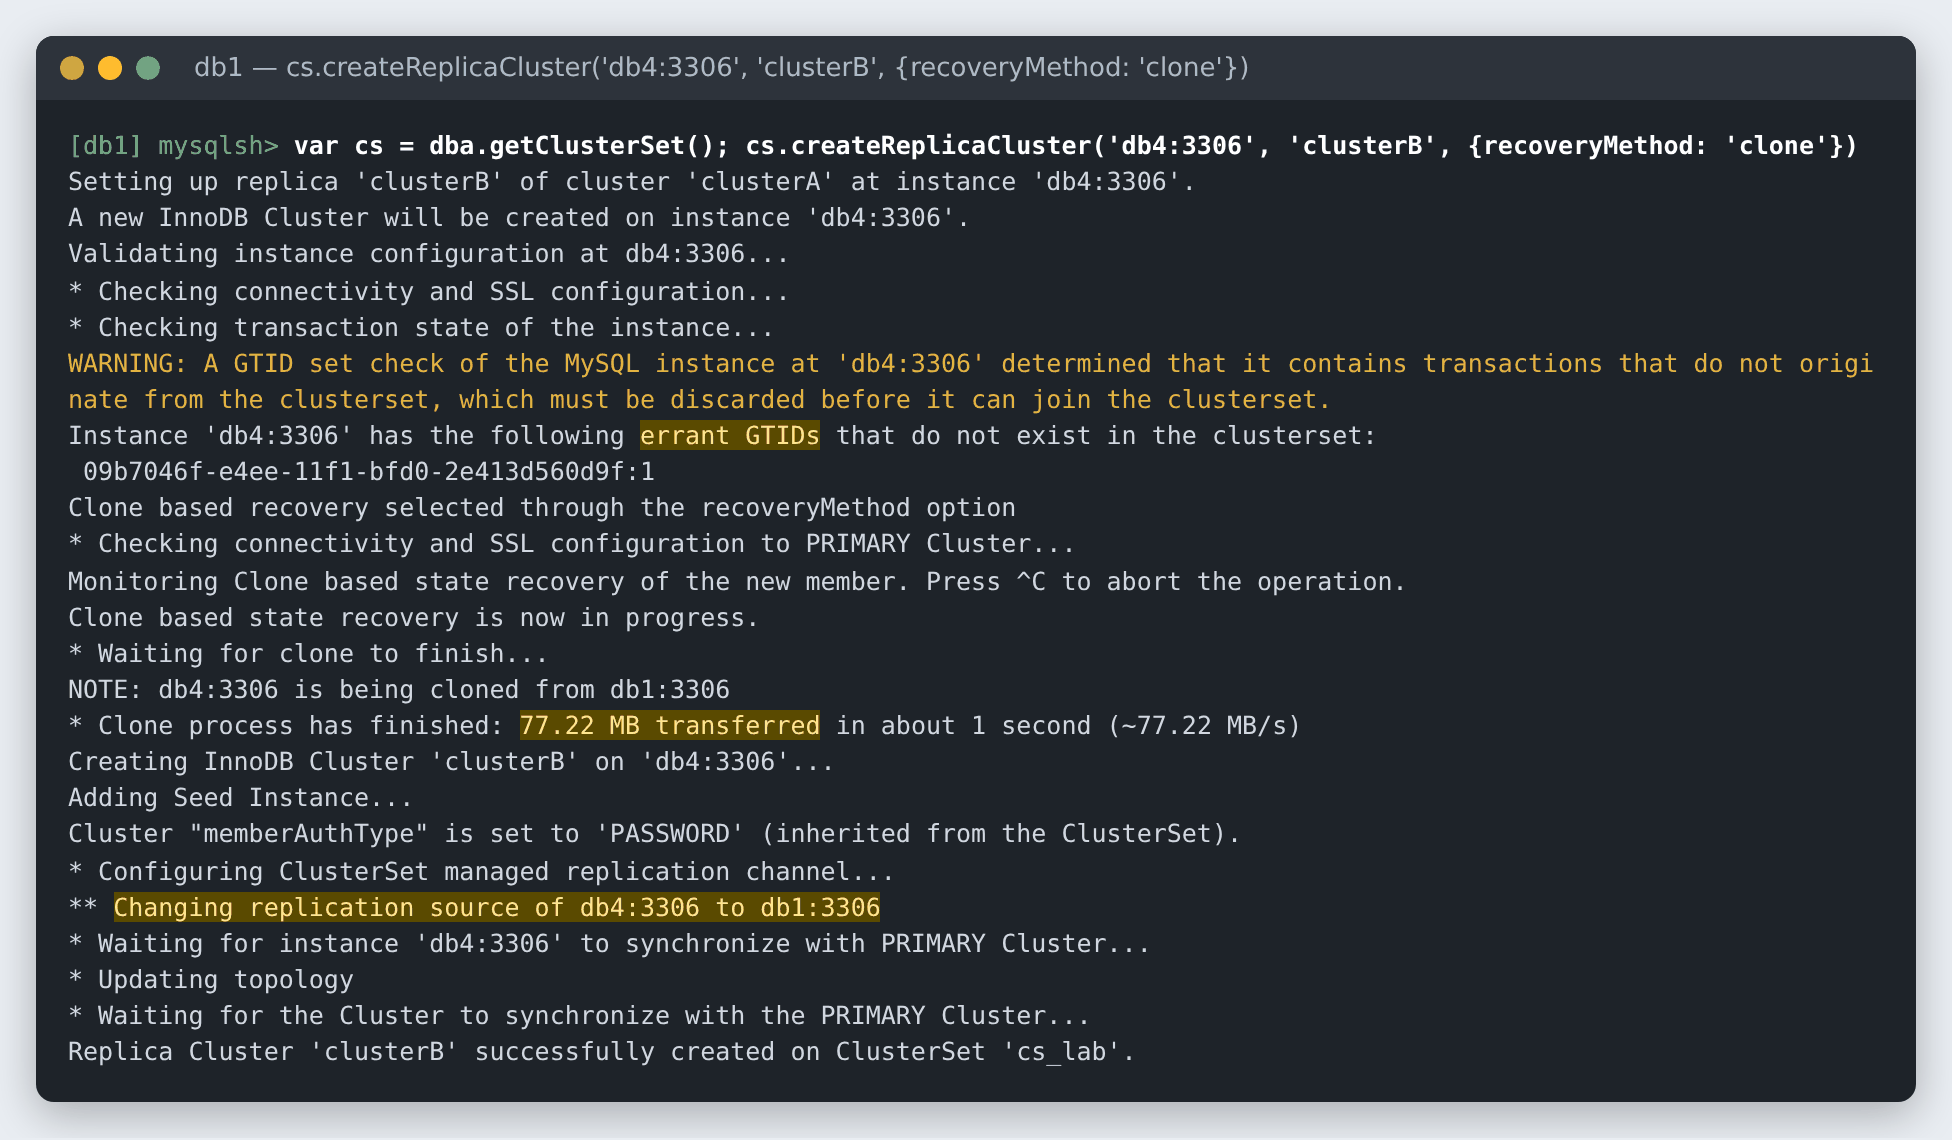 db1 — cs.createReplicaCluster('db4:3306', 'clusterB', {recoveryMethod: 'clone'})
[db1] mysqlsh> var cs = dba.getClusterSet(); cs.createReplicaCluster('db4:3306', 'clusterB', {recoveryMethod: 'clone'})
Setting up replica 'clusterB' of cluster 'clusterA' at instance 'db4:3306'.
A new InnoDB Cluster will be created on instance 'db4:3306'.
Validating instance configuration at db4:3306...
* Checking connectivity and SSL configuration...
* Checking transaction state of the instance...
WARNING: A GTID set check of the MySQL instance at 'db4:3306' determined that it contains transactions that do not origi
nate from the clusterset, which must be discarded before it can join the clusterset.
Instance 'db4:3306' has the following errant GTIDs that do not exist in the clusterset:
 09b7046f-e4ee-11f1-bfd0-2e413d560d9f:1
Clone based recovery selected through the recoveryMethod option
* Checking connectivity and SSL configuration to PRIMARY Cluster...
Monitoring Clone based state recovery of the new member. Press ^C to abort the operation.
Clone based state recovery is now in progress.
* Waiting for clone to finish...
NOTE: db4:3306 is being cloned from db1:3306
* Clone process has finished: 77.22 MB transferred in about 1 second (~77.22 MB/s)
Creating InnoDB Cluster 'clusterB' on 'db4:3306'...
Adding Seed Instance...
Cluster "memberAuthType" is set to 'PASSWORD' (inherited from the ClusterSet).
* Configuring ClusterSet managed replication channel...
** Changing replication source of db4:3306 to db1:3306
* Waiting for instance 'db4:3306' to synchronize with PRIMARY Cluster...
* Updating topology
* Waiting for the Cluster to synchronize with the PRIMARY Cluster...
Replica Cluster 'clusterB' successfully created on ClusterSet 'cs_lab'.